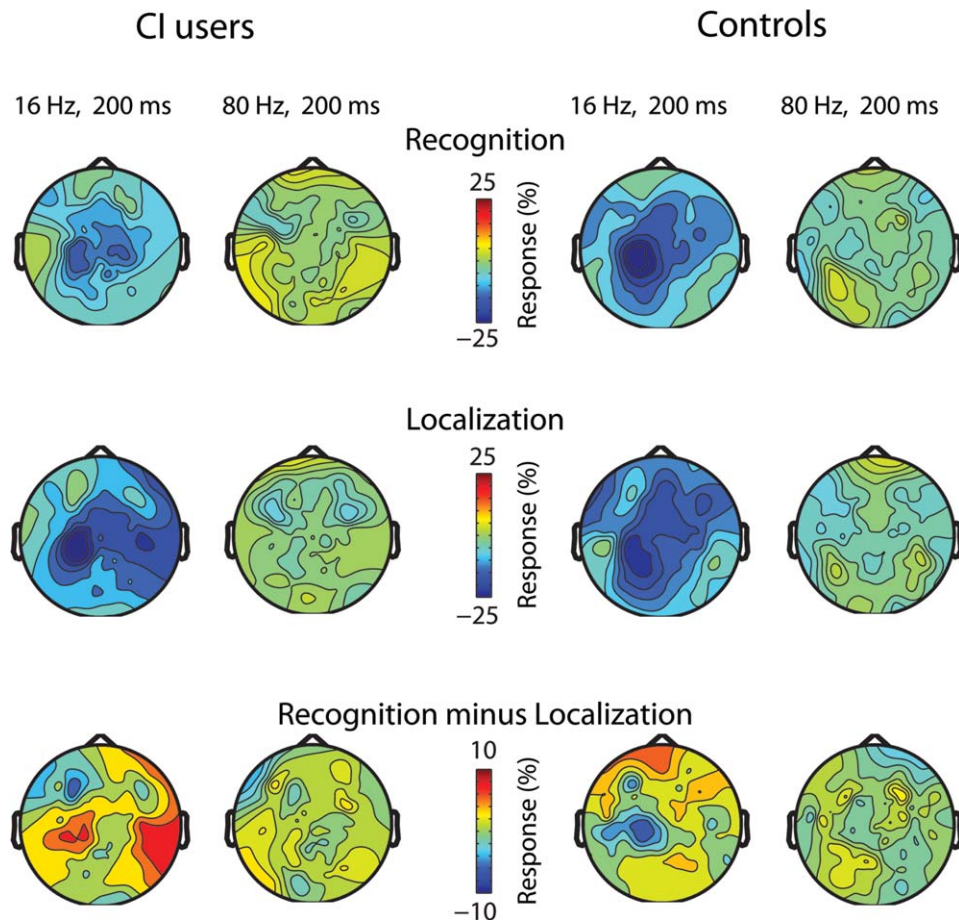 CI users
Controls
16 Hz, 200 ms
80 Hz, 200 ms
16 Hz, 200 ms
80 Hz, 200 ms
Recognition
25
Response (%)
−25
Localization
25
Response (%)
−25
Recognition minus Localization
10
Response (%)
−10